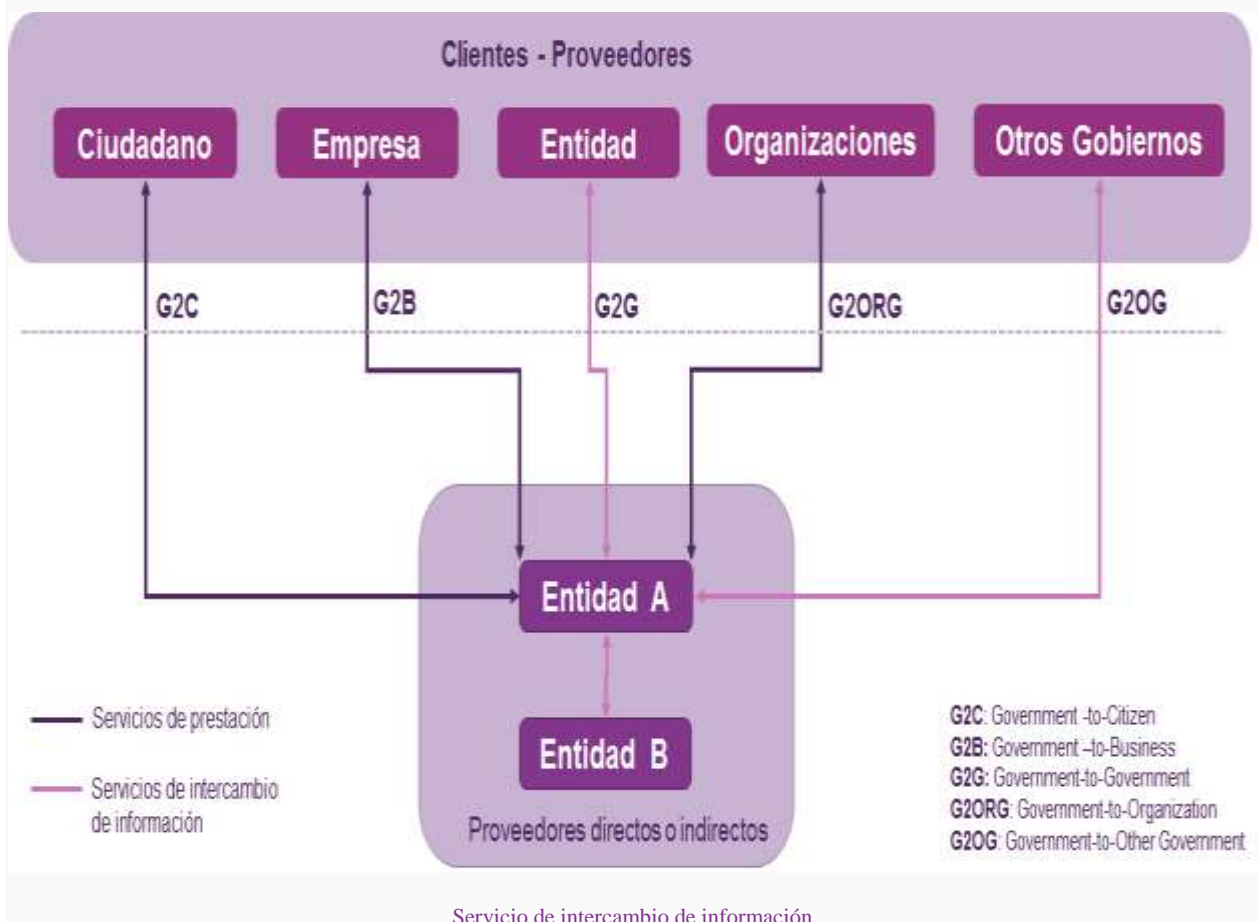 Clientes - Proveedores
Ciudadano
Empresa
Entidad
Organizaciones
Otros Gobiernos
G2C
G2B
G2G
G2ORG
G2OG
Entidad A
Entidad B
Proveedores directos o indirectos
Servicios de prestación
Servicios de intercambio
de información
G2C: Government -to-Citizen
G2B: Government –to-Business
G2G: Government-to-Government
G2ORG: Government-to-Organization
G2OG: Government-to-Other Government
Servicio de intercambio de información